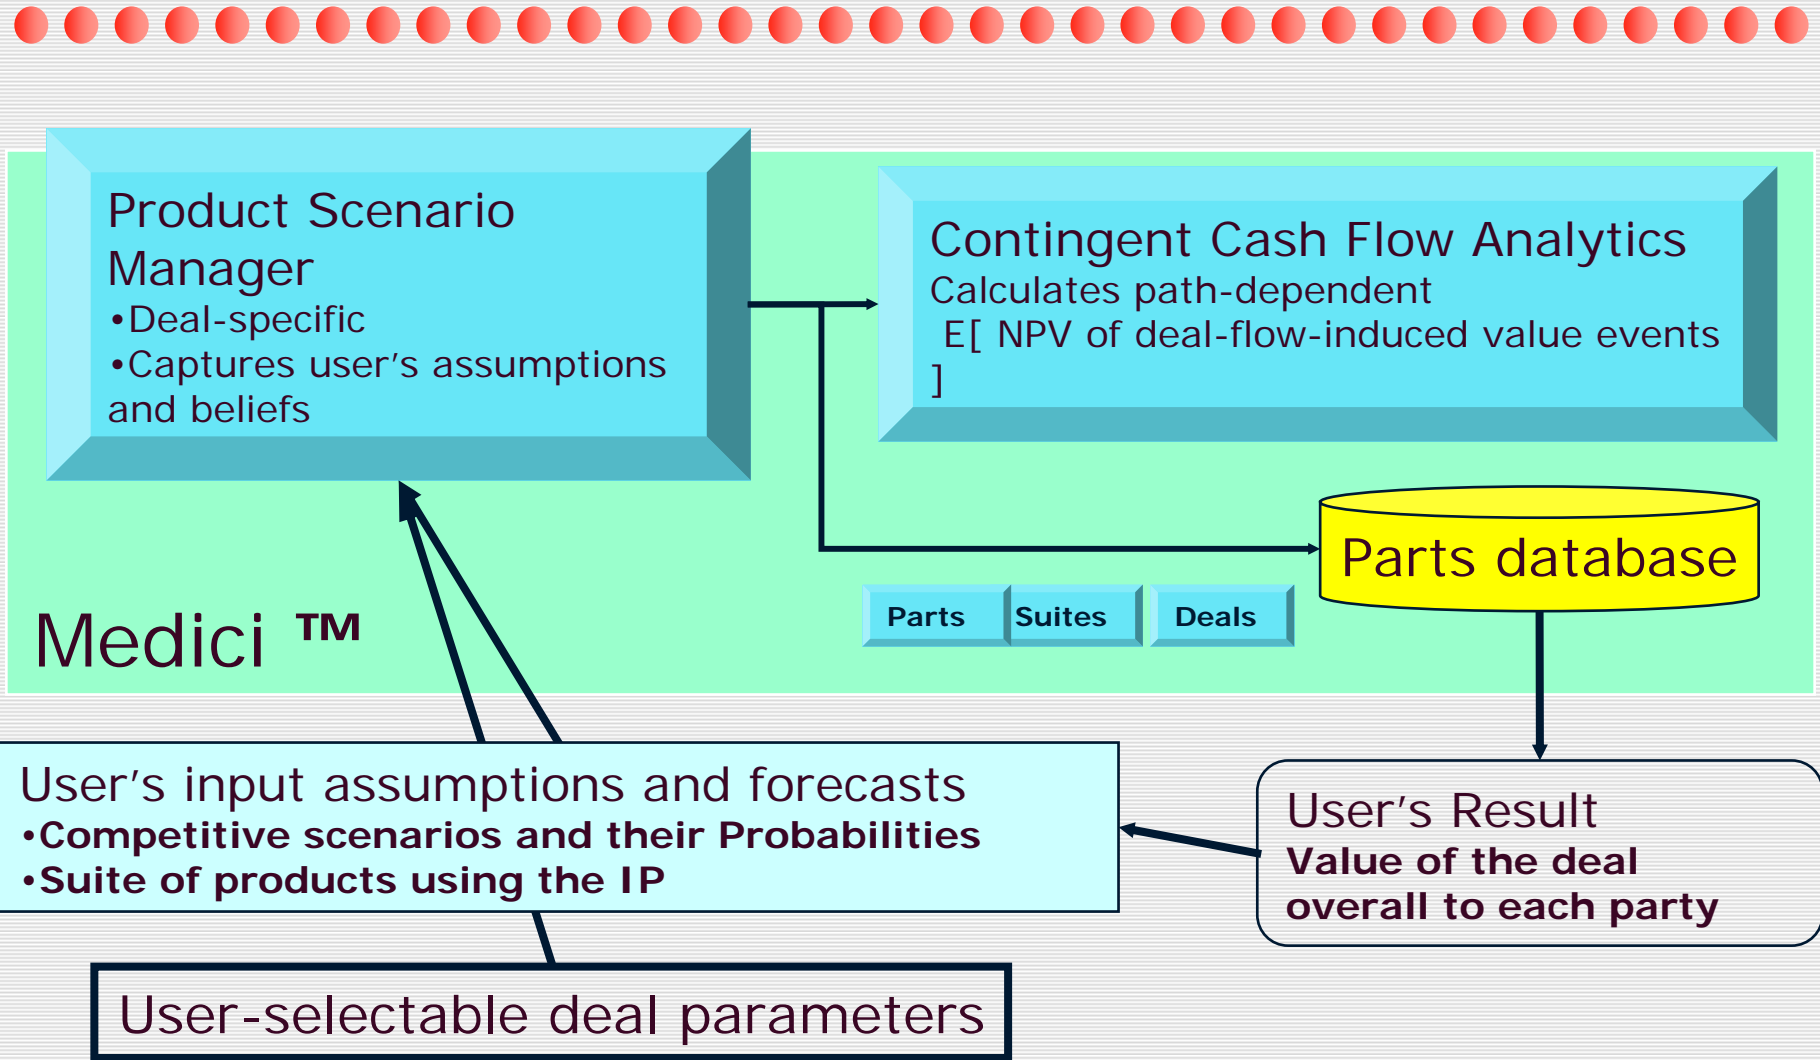 Product Scenario
Manager
•Deal-specific
•Captures user's assumptions
and beliefs
Contingent Cash Flow Analytics
Calculates path-dependent
E[ NPV of deal-flow-induced value events
]
Parts database
Parts
Suites
Deals
Medici ™
User's input assumptions and forecasts
•Competitive scenarios and their Probabilities
•Suite of products using the IP
User's Result
Value of the deal
overall to each party
User-selectable deal parameters